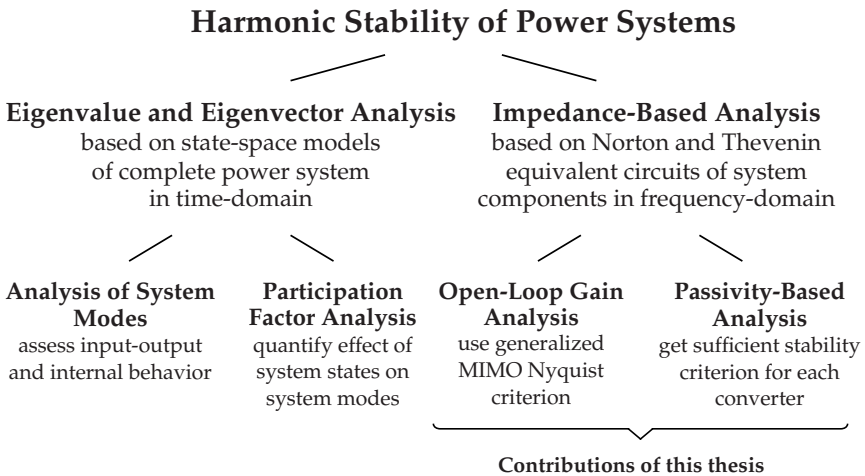 Harmonic Stability of Power Systems
Eigenvalue and Eigenvector Analysis
based on state-space models
of complete power system
in time-domain
Impedance-Based Analysis
based on Norton and Thevenin
equivalent circuits of system
components in frequency-domain
Analysis of System
Modes
assess input-output
and internal behavior
Participation
Factor Analysis
quantify effect of
system states on
system modes
Open-Loop Gain
Analysis
use generalized
MIMO Nyquist
criterion
Passivity-Based
Analysis
get sufficient stability
criterion for each
converter
Contributions of this thesis